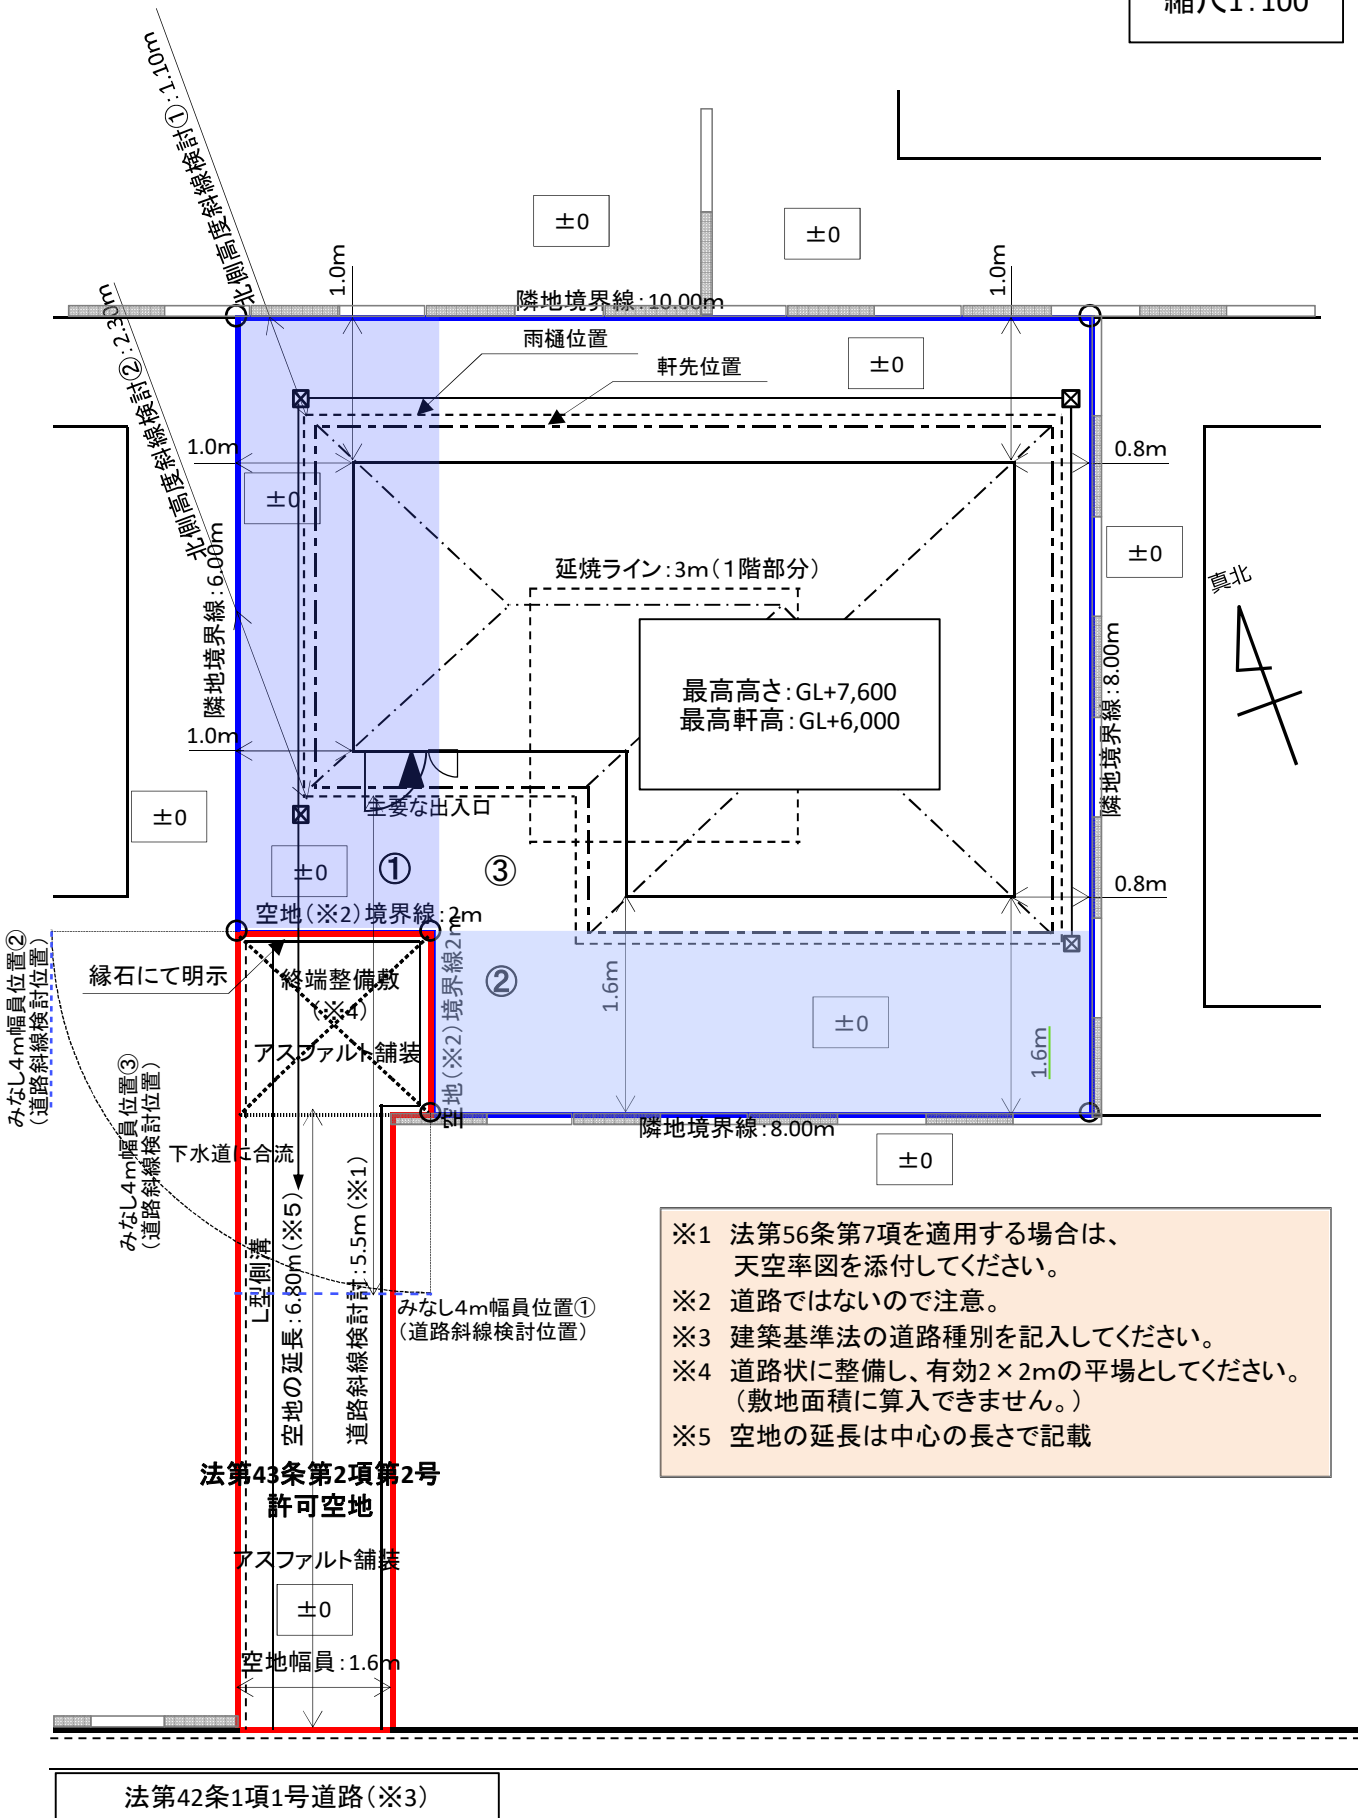 縮尺1：100
北側高度斜線検討①：1.10m
±0
±0
1.0m
1.0m
隣地境界線：10.00m
北側高度斜線検討②：2.30m
雨樋位置
軒先位置
±0
1.0m
0.8m
±0
±0
延焼ライン：3m（1階部分）
真北
隣地境界線：6.00m
最高高さ：GL+7,600
最高軒高：GL+6,000
隣地境界線：8.00m
1.0m
主要な出入口
±0
±0
①
③
0.8m
空地（※2）境界線：2m
みなし4m幅員位置②
（道路斜線検討位置）
縁石にて明示
終端整備敷
（※4）
アスファルト舗装
空地（※2）境界線2m
②
1.6m
±0
1.6m
みなし4m幅員位置③
（道路斜線検討位置）
下水道に合流
隣地境界線：8.00m
±0
L型側溝
空地の延長：6.80m（※5）
道路斜線検討：5.5m（※1）
みなし4m幅員位置①
（道路斜線検討位置）
※1 法第56条第7項を適用する場合は、
天空率図を添付してください。
※2 道路ではないので注意。
※3 建築基準法の道路種別を記入してください。
※4 道路状に整備し、有効2×2mの平場としてください。
（敷地面積に算入できません。）
※5 空地の延長は中心の長さで記載
法第43条第2項第2号
許可空地
アスファルト舗装
±0
空地幅員：1.6m
法第42条1項1号道路（※3）